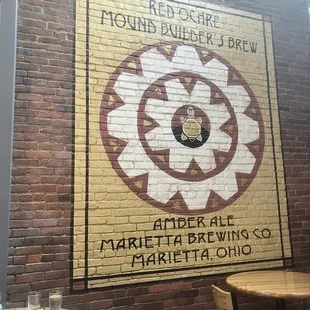 RED OCHRE
MOUND BUILDER'S BREW
AMBER ALE
MARIETTA BREWING CO.
MARIETTA, OHIO